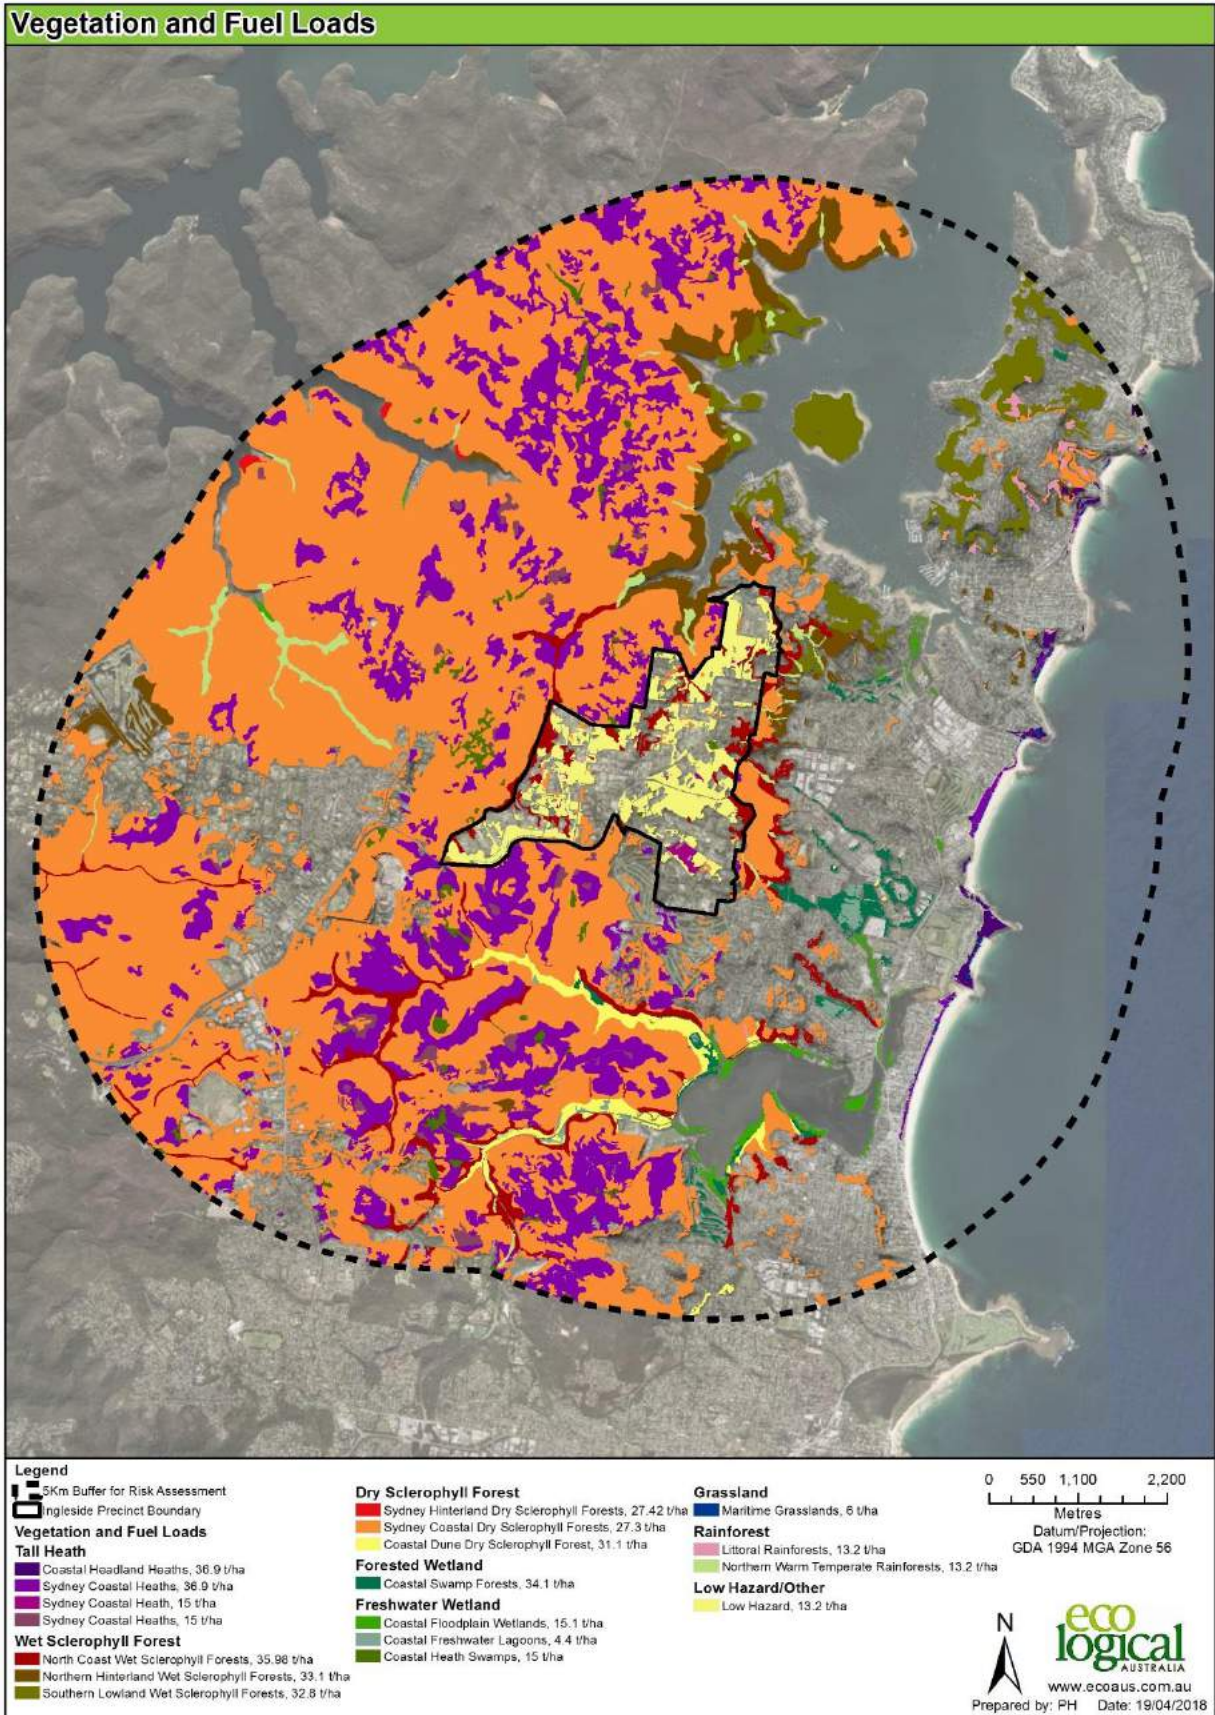 Vegetation and Fuel Loads
Legend
5Km Buffer for Risk Assessment
Ingleside Precinct Boundary
Vegetation and Fuel Loads
Tall Heath
Coastal Headland Heaths, 36.9 t/ha
Sydney Coastal Heaths, 36.9 t/ha
Sydney Coastal Heath, 15 t/ha
Sydney Coastal Heaths, 15 t/ha
Wet Sclerophyll Forest
North Coast Wet Sclerophyll Forests, 35.98 t/ha
Northern Hinterland Wet Sclerophyll Forests, 33.1 t/ha
Southern Lowland Wet Sclerophyll Forests, 32.8 t/ha
Dry Sclerophyll Forest
Sydney Hinterland Dry Sclerophyll Forests, 27.42 t/ha
Sydney Coastal Dry Sclerophyll Forests, 27.3 t/ha
Coastal Dune Dry Sclerophyll Forest, 31.1 t/ha
Forested Wetland
Coastal Swamp Forests, 34.1 t/ha
Freshwater Wetland
Coastal Floodplain Wetlands, 15.1 t/ha
Coastal Freshwater Lagoons, 4.4 t/ha
Coastal Heath Swamps, 15 t/ha
Grassland
Maritime Grasslands, 6 t/ha
Rainforest
Littoral Rainforests, 13.2 t/ha
Northern Warm Temperate Rainforests, 13.2 t/ha
Low Hazard/Other
Low Hazard, 13.2 t/ha
0 550 1,100 2,200
Metres
Datum/Projection:
GDA 1994 MGA Zone 56
N
eco
logical
AUSTRALIA
www.ecoaus.com.au
Prepared by: PH Date: 19/04/2018